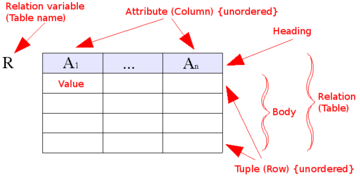 Relation variable
(Table name)
Attribute (Column) {unordered}
Heading
R
A1
...
An
Value
Body
Relation
(Table)
Tuple (Row) {unordered}